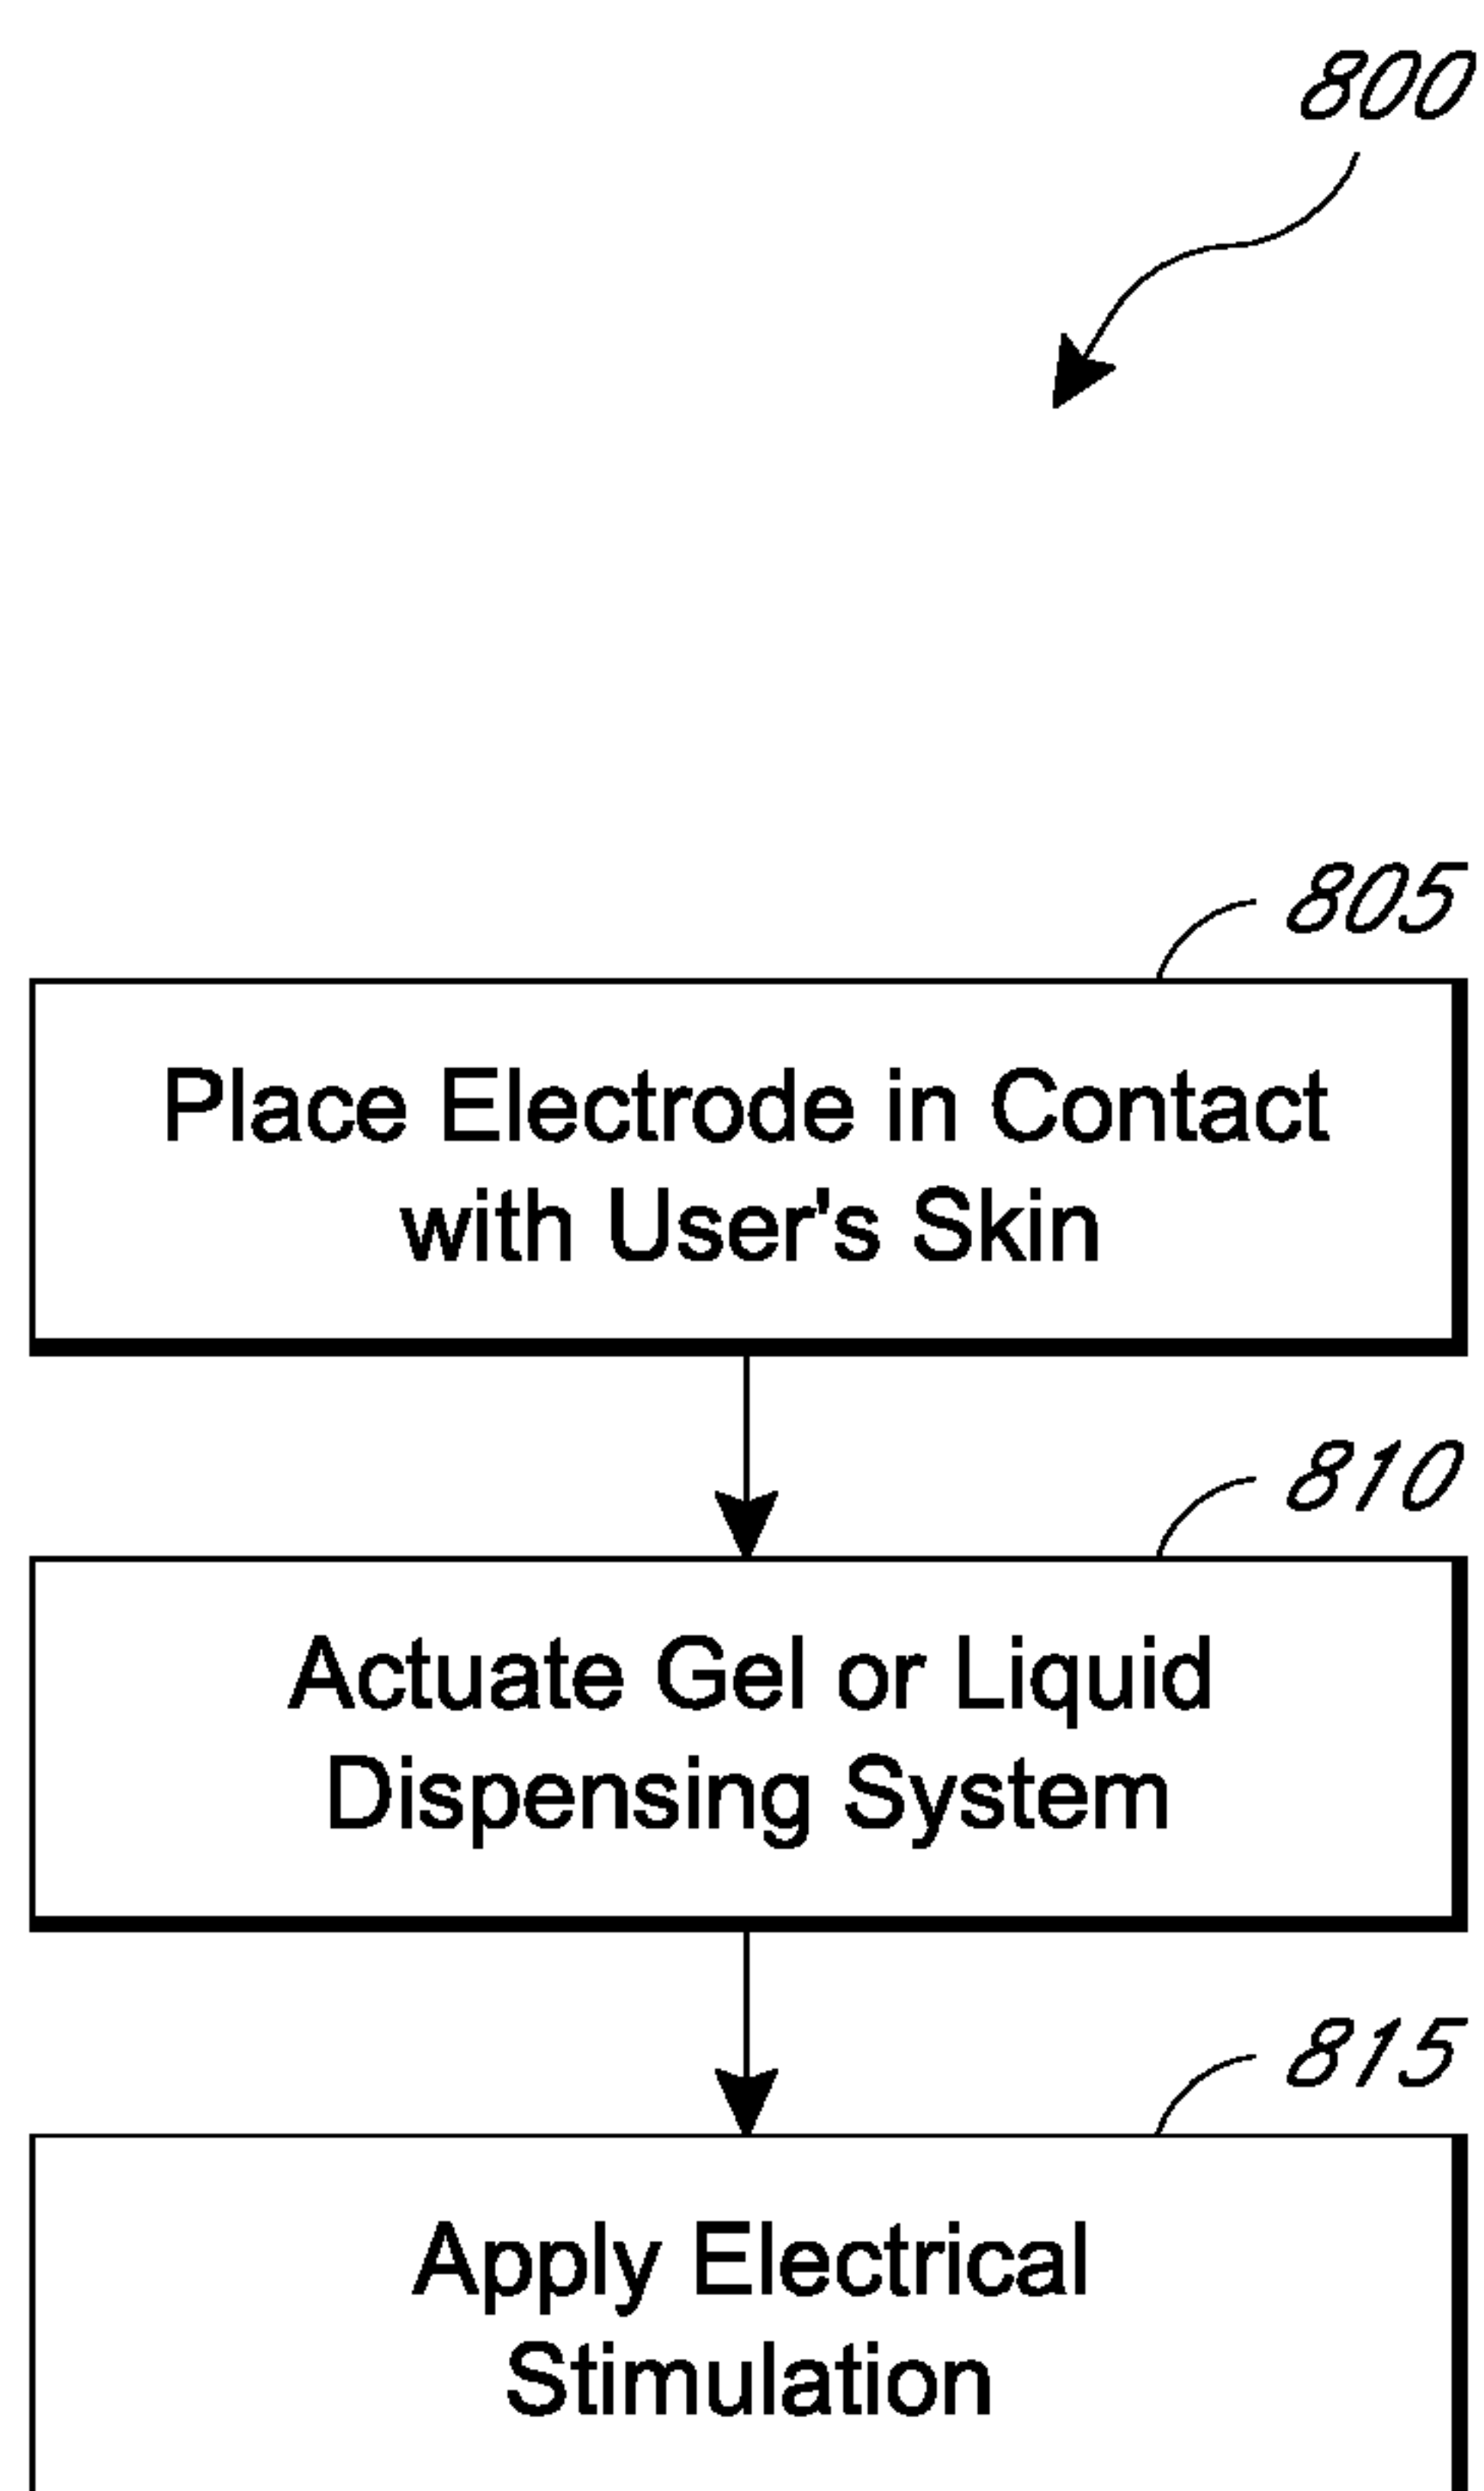 800
805
Place Electrode in Contact
with User's Skin
810
Actuate Gel or Liquid
Dispensing System
815
Apply Electrical
Stimulation